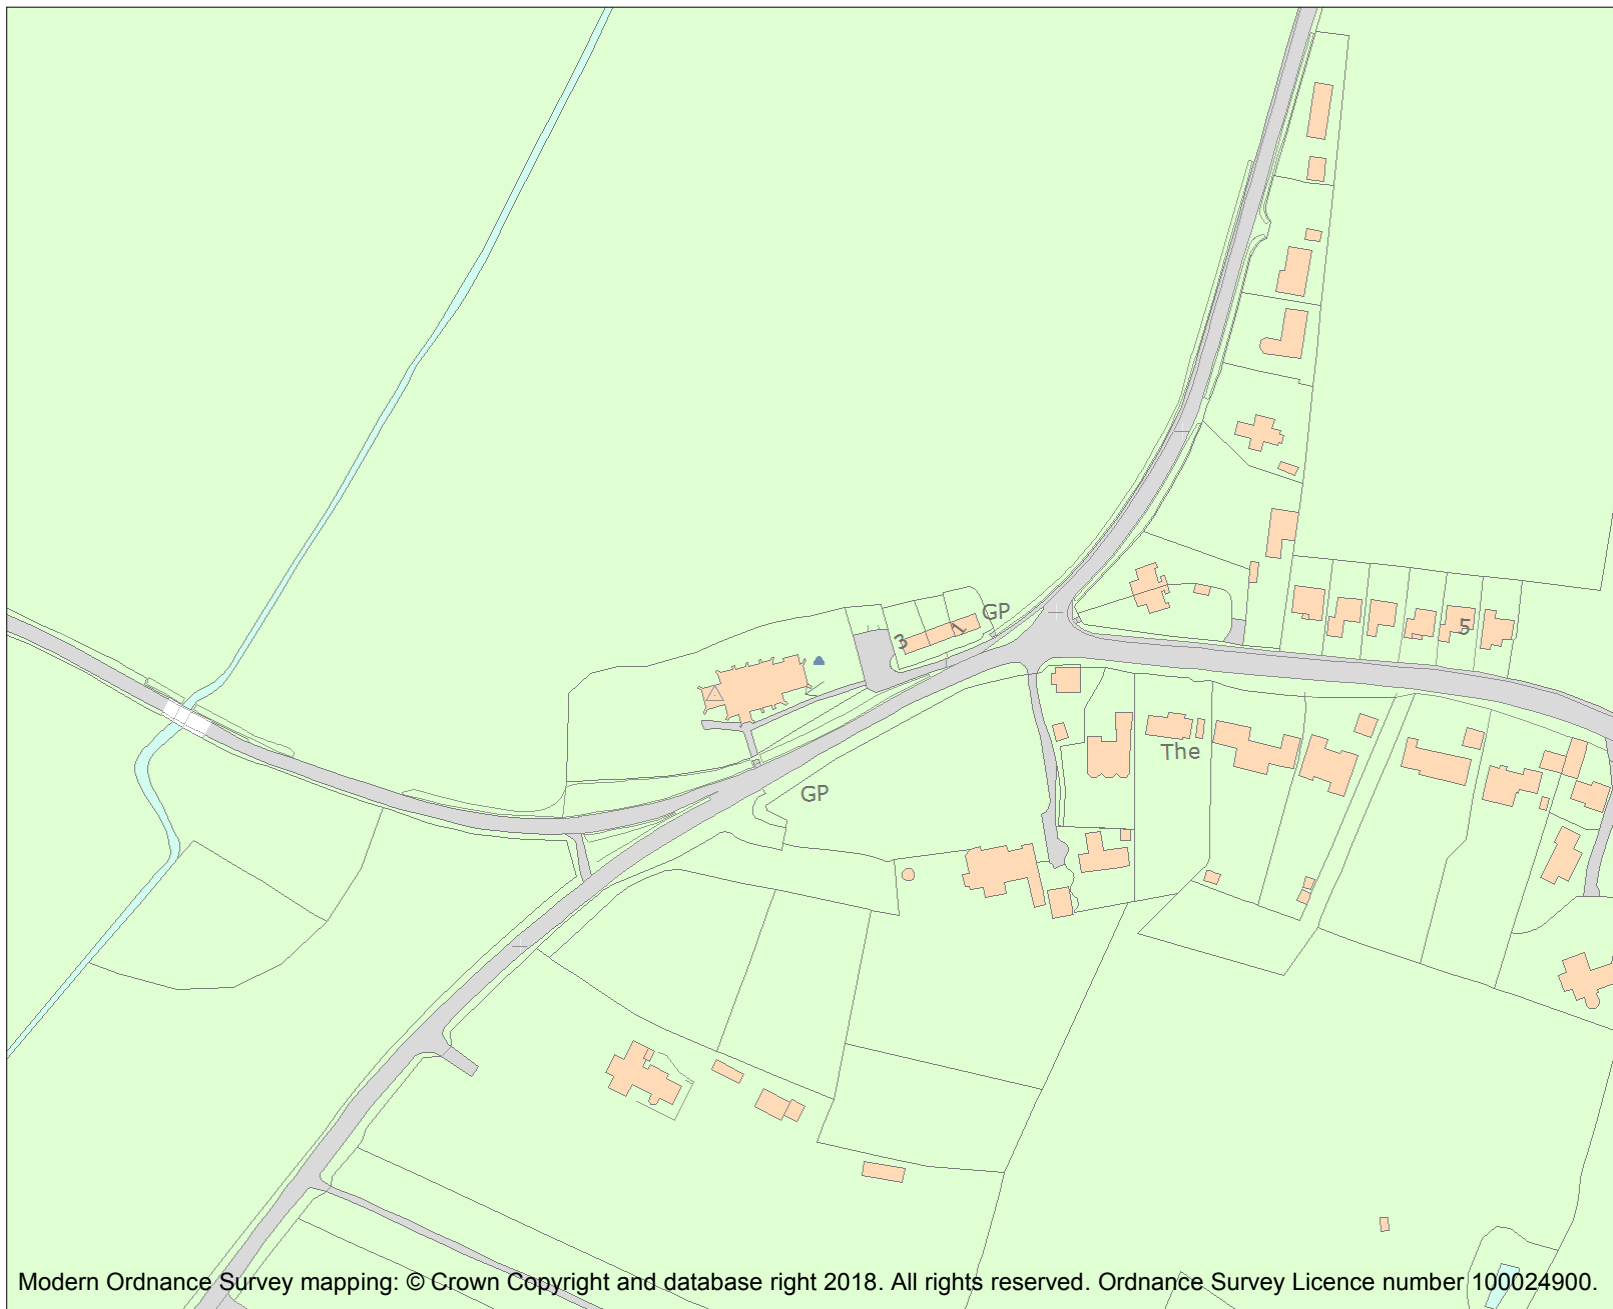 GP
3
1
5
The
GP
Modern Ordnance Survey mapping: © Crown Copyright and database right 2018. All rights reserved. Ordnance Survey Licence number 100024900.